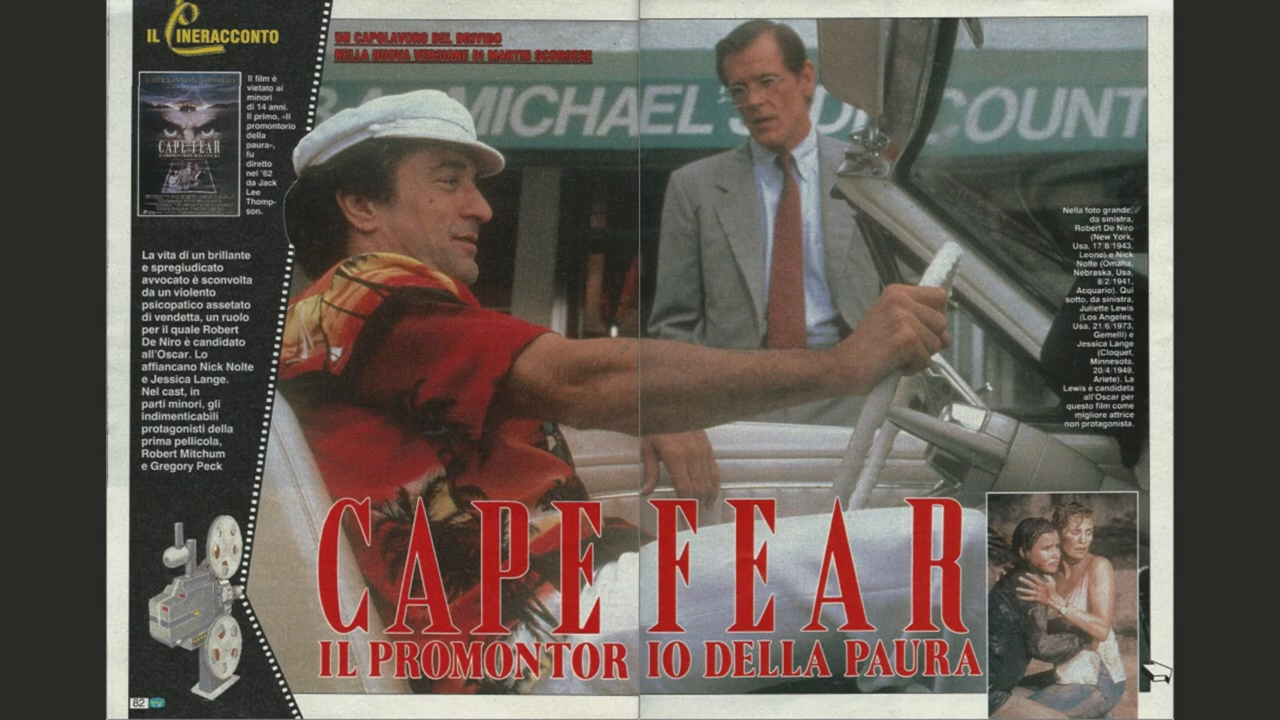 IL CINERACCONTO
UN CAPOLAVORO DEL BRIVIDO
NELLA NUOVA VERSIONE DI MARTIN SCORSESE
Il film è
vietato ai
minori
di 14 anni.
Il primo, «Il
promontorio
della
paura»,
fu
diretto
nel '62
da Jack
Lee
Thomp-
son.
CAPE FEAR
La vita di un brillante
e spregiudicato
avvocato è sconvolta
da un violento
psicopatico assetato
di vendetta, un ruolo
per il quale Robert
De Niro è candidato
all'Oscar. Lo
affiancano Nick Nolte
e Jessica Lange.
Nel cast, in
parti minori, gli
indimenticabili
protagonisti della
prima pellicola,
Robert Mitchum
e Gregory Peck
MICHAEL'S
COUNT
Nella foto grande,
da sinistra,
Robert De Niro
(New York,
Usa, 17/8/1943,
Leone) e Nick
Nolte (Omaha,
Nebraska, Usa,
8/2/1941,
Acquario). Qui
sotto, da sinistra,
Juliette Lewis
(Los Angeles,
Usa, 21/6/1973,
Gemelli) e
Jessica Lange
(Cloquet,
Minnesota,
20/4/1949,
Ariete). La
Lewis è candidata
all'Oscar per
questo film come
migliore attrice
non protagonista.
CAPE FEAR
IL PROMONTORIO DELLA PAURA
82